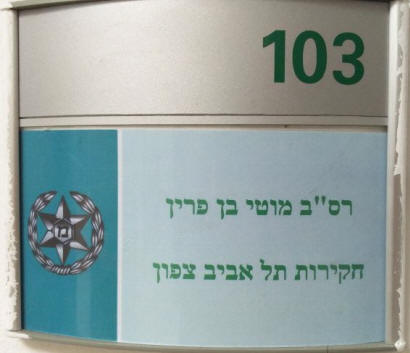 103
רס"ב מוטי בן פרין
חקירות תל אביב צפון